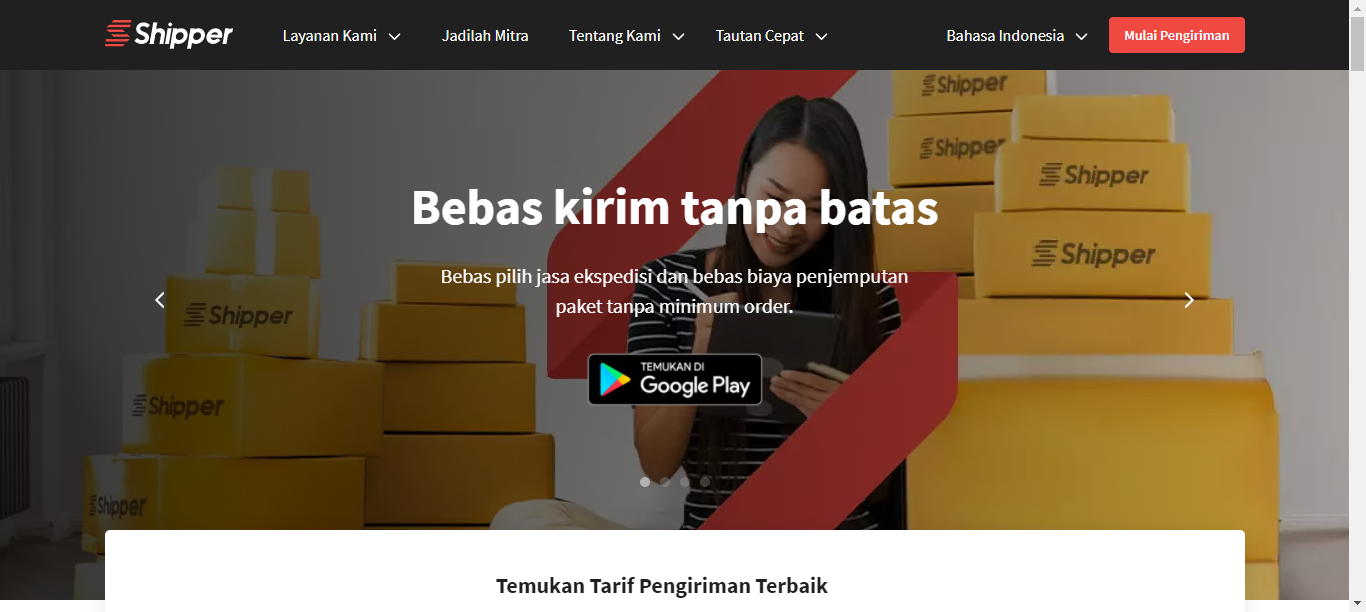 Shipper
Layanan Kami
Jadilah Mitra
Tentang Kami
Tautan Cepat
Bahasa Indonesia
Mulai Pengiriman
Shipper
Shipper
Shipper
Shipper
Bebas kirim tanpa batas
Bebas pilih jasa ekspedisi dan bebas biaya penjemputan
paket tanpa minimum order.
Shipper
Shipper
Shipper
TEMUKAN DI
Google Play
Temukan Tarif Pengiriman Terbaik